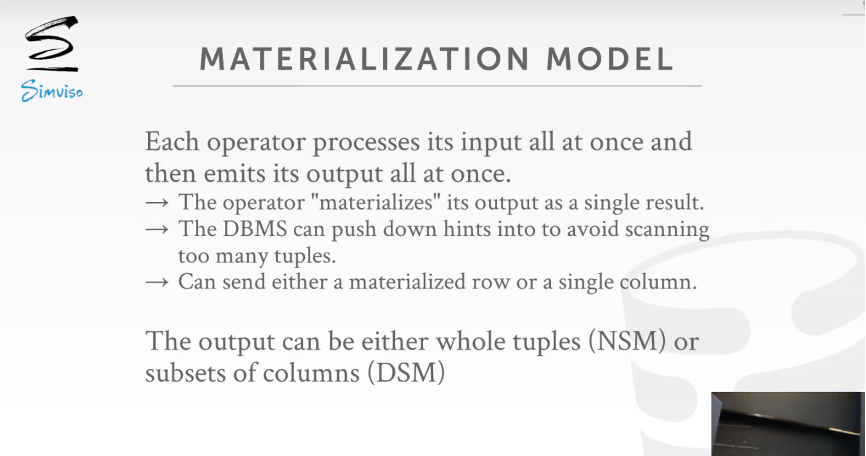 Simviso
MATERIALIZATION MODEL
Each operator processes its input all at once and
then emits its output all at once.
→ The operator "materializes" its output as a single result.
→ The DBMS can push down hints into to avoid scanning
too many tuples.
→ Can send either a materialized row or a single column.
The output can be either whole tuples (NSM) or
subsets of columns (DSM)